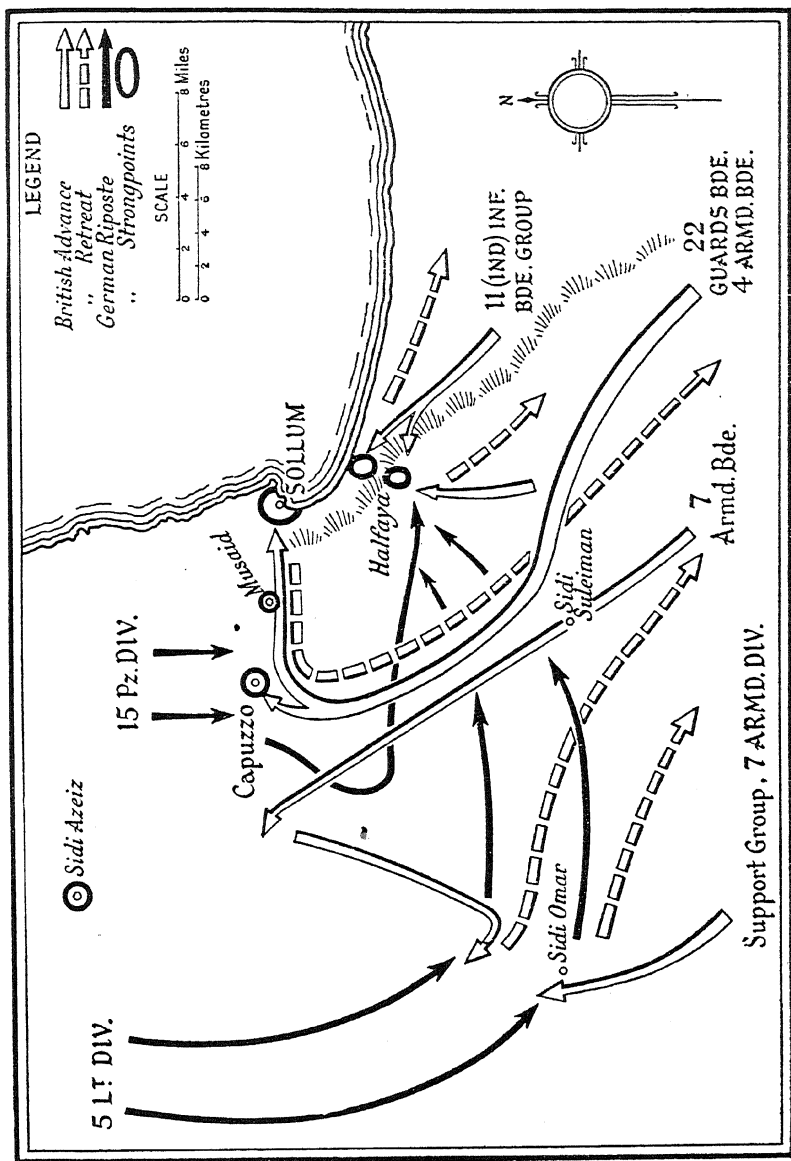 LEGEND
British Advance
" Retreat
German Riposte
" Strongpoints
SCALE
0 2 4 6 8 Miles
0 2 4 6 8 Kilometres
N
5 LT DIV.
15 Pz. DIV.
Sidi Azeiz
Capuzzo
Musaid
SOLLUM
Halfaya
11 (IND) INF.
BDE. GROUP
22
GUARDS BDE.
4 ARMD. BDE.
Sidi
Suleiman
7
Armd. Bde.
Sidi Omar
Support Group, 7 ARMD. DIV.